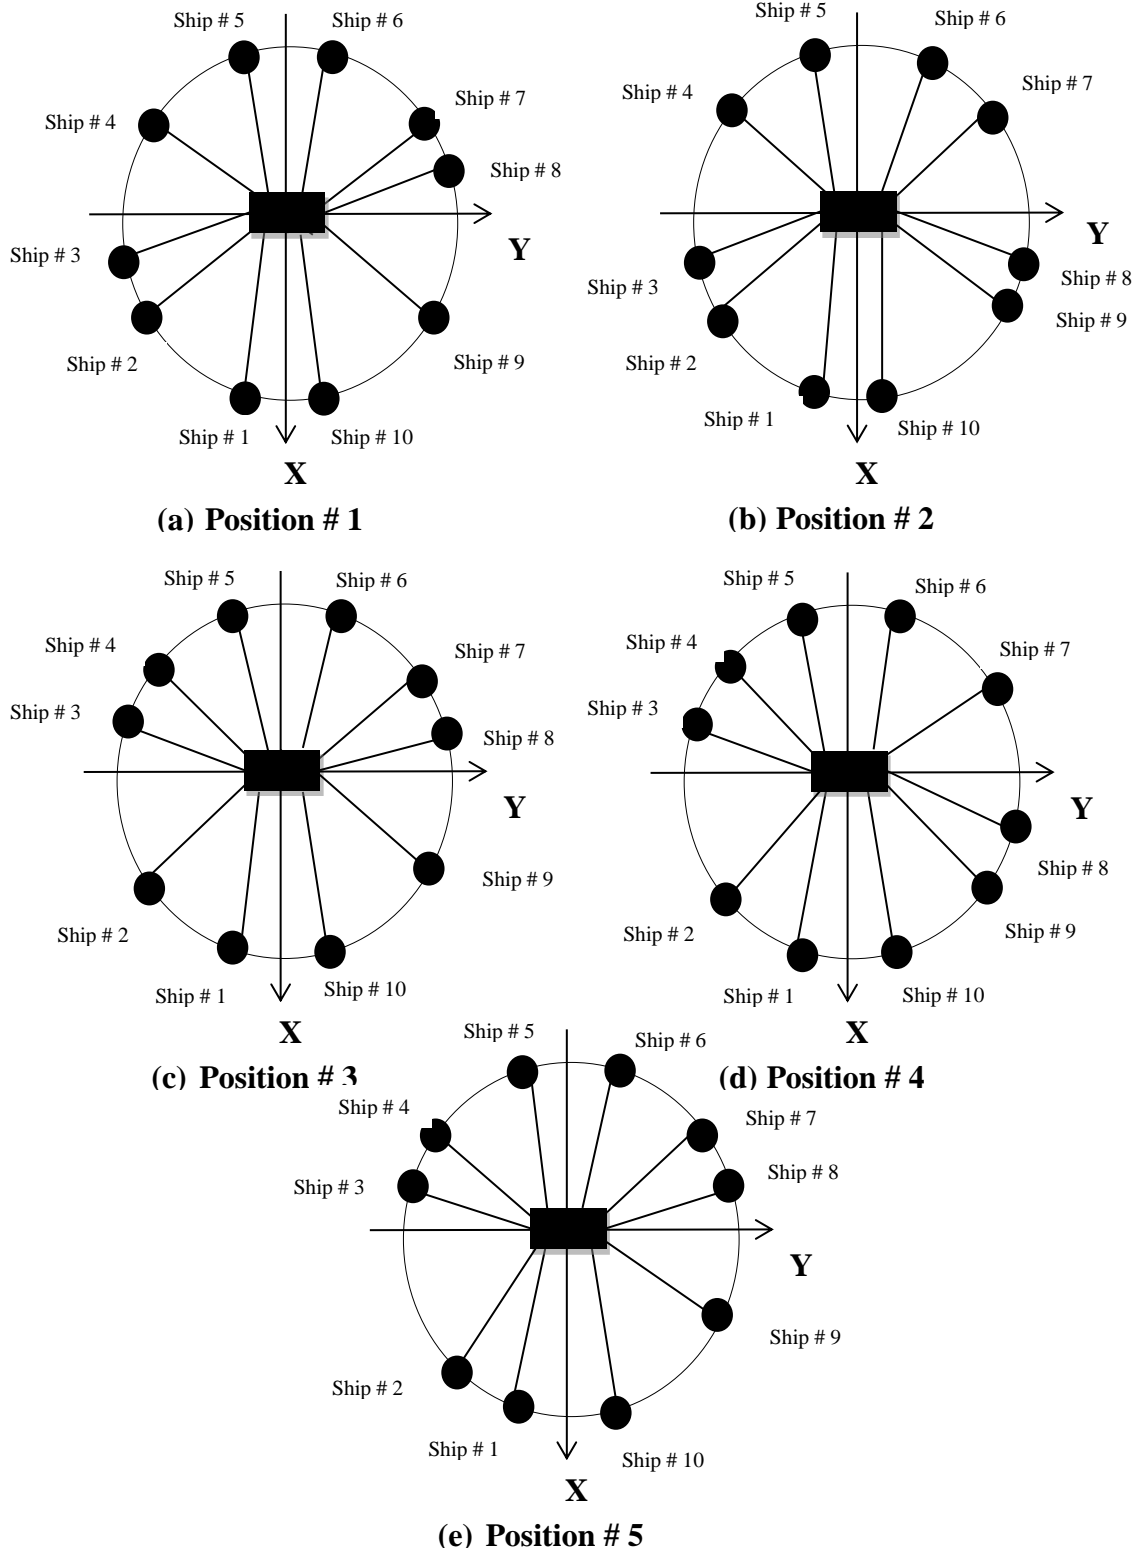 Ship # 5
Ship # 6
Ship # 7
Ship # 4
Ship # 8
Y
Ship # 3
Ship # 2
Ship # 9
Ship # 1
Ship # 10
X
(a) Position # 1
Ship # 5
Ship # 6
Ship # 7
Ship # 4
Y
Ship # 8
Ship # 3
Ship # 9
Ship # 2
Ship # 1
Ship # 10
X
(b) Position # 2
Ship # 5
Ship # 6
Ship # 4
Ship # 7
Ship # 3
Ship # 8
Y
Ship # 9
Ship # 2
Ship # 1
Ship # 10
X
(c) Position # 3
Ship # 5
Ship # 6
Ship # 4
Ship # 7
Ship # 3
Y
Ship # 8
Ship # 2
Ship # 9
Ship # 1
Ship # 10
X
(d) Position # 4
Ship # 5
Ship # 6
Ship # 4
Ship # 7
Ship # 8
Ship # 3
Y
Ship # 9
Ship # 2
Ship # 1
Ship # 10
X
(e) Position # 5